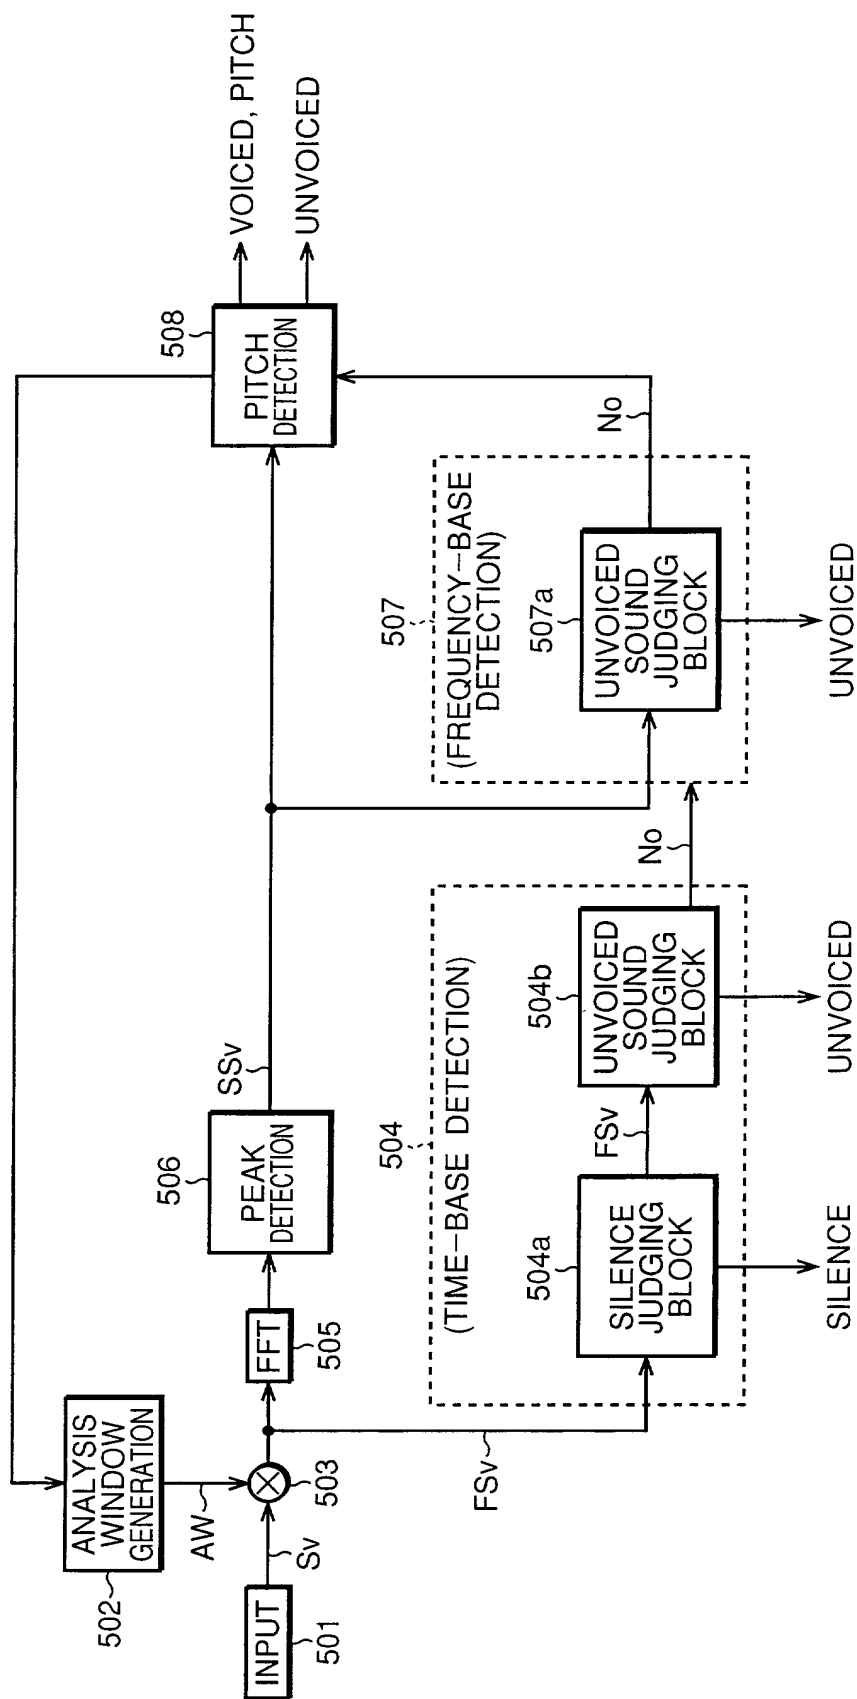 502
ANALYSIS
WINDOW
GENERATION
AW
INPUT
501
Sv
503
FFT
505
506
PEAK
DETECTION
SSv
508
PITCH
DETECTION
VOICED, PITCH
UNVOICED
FSv
504
(TIME-BASE DETECTION)
504a
SILENCE
JUDGING
BLOCK
SILENCE
FSv
504b
UNVOICED
SOUND
JUDGING
BLOCK
UNVOICED
No
507
(FREQUENCY-BASE
DETECTION)
507a
UNVOICED
SOUND
JUDGING
BLOCK
UNVOICED
No